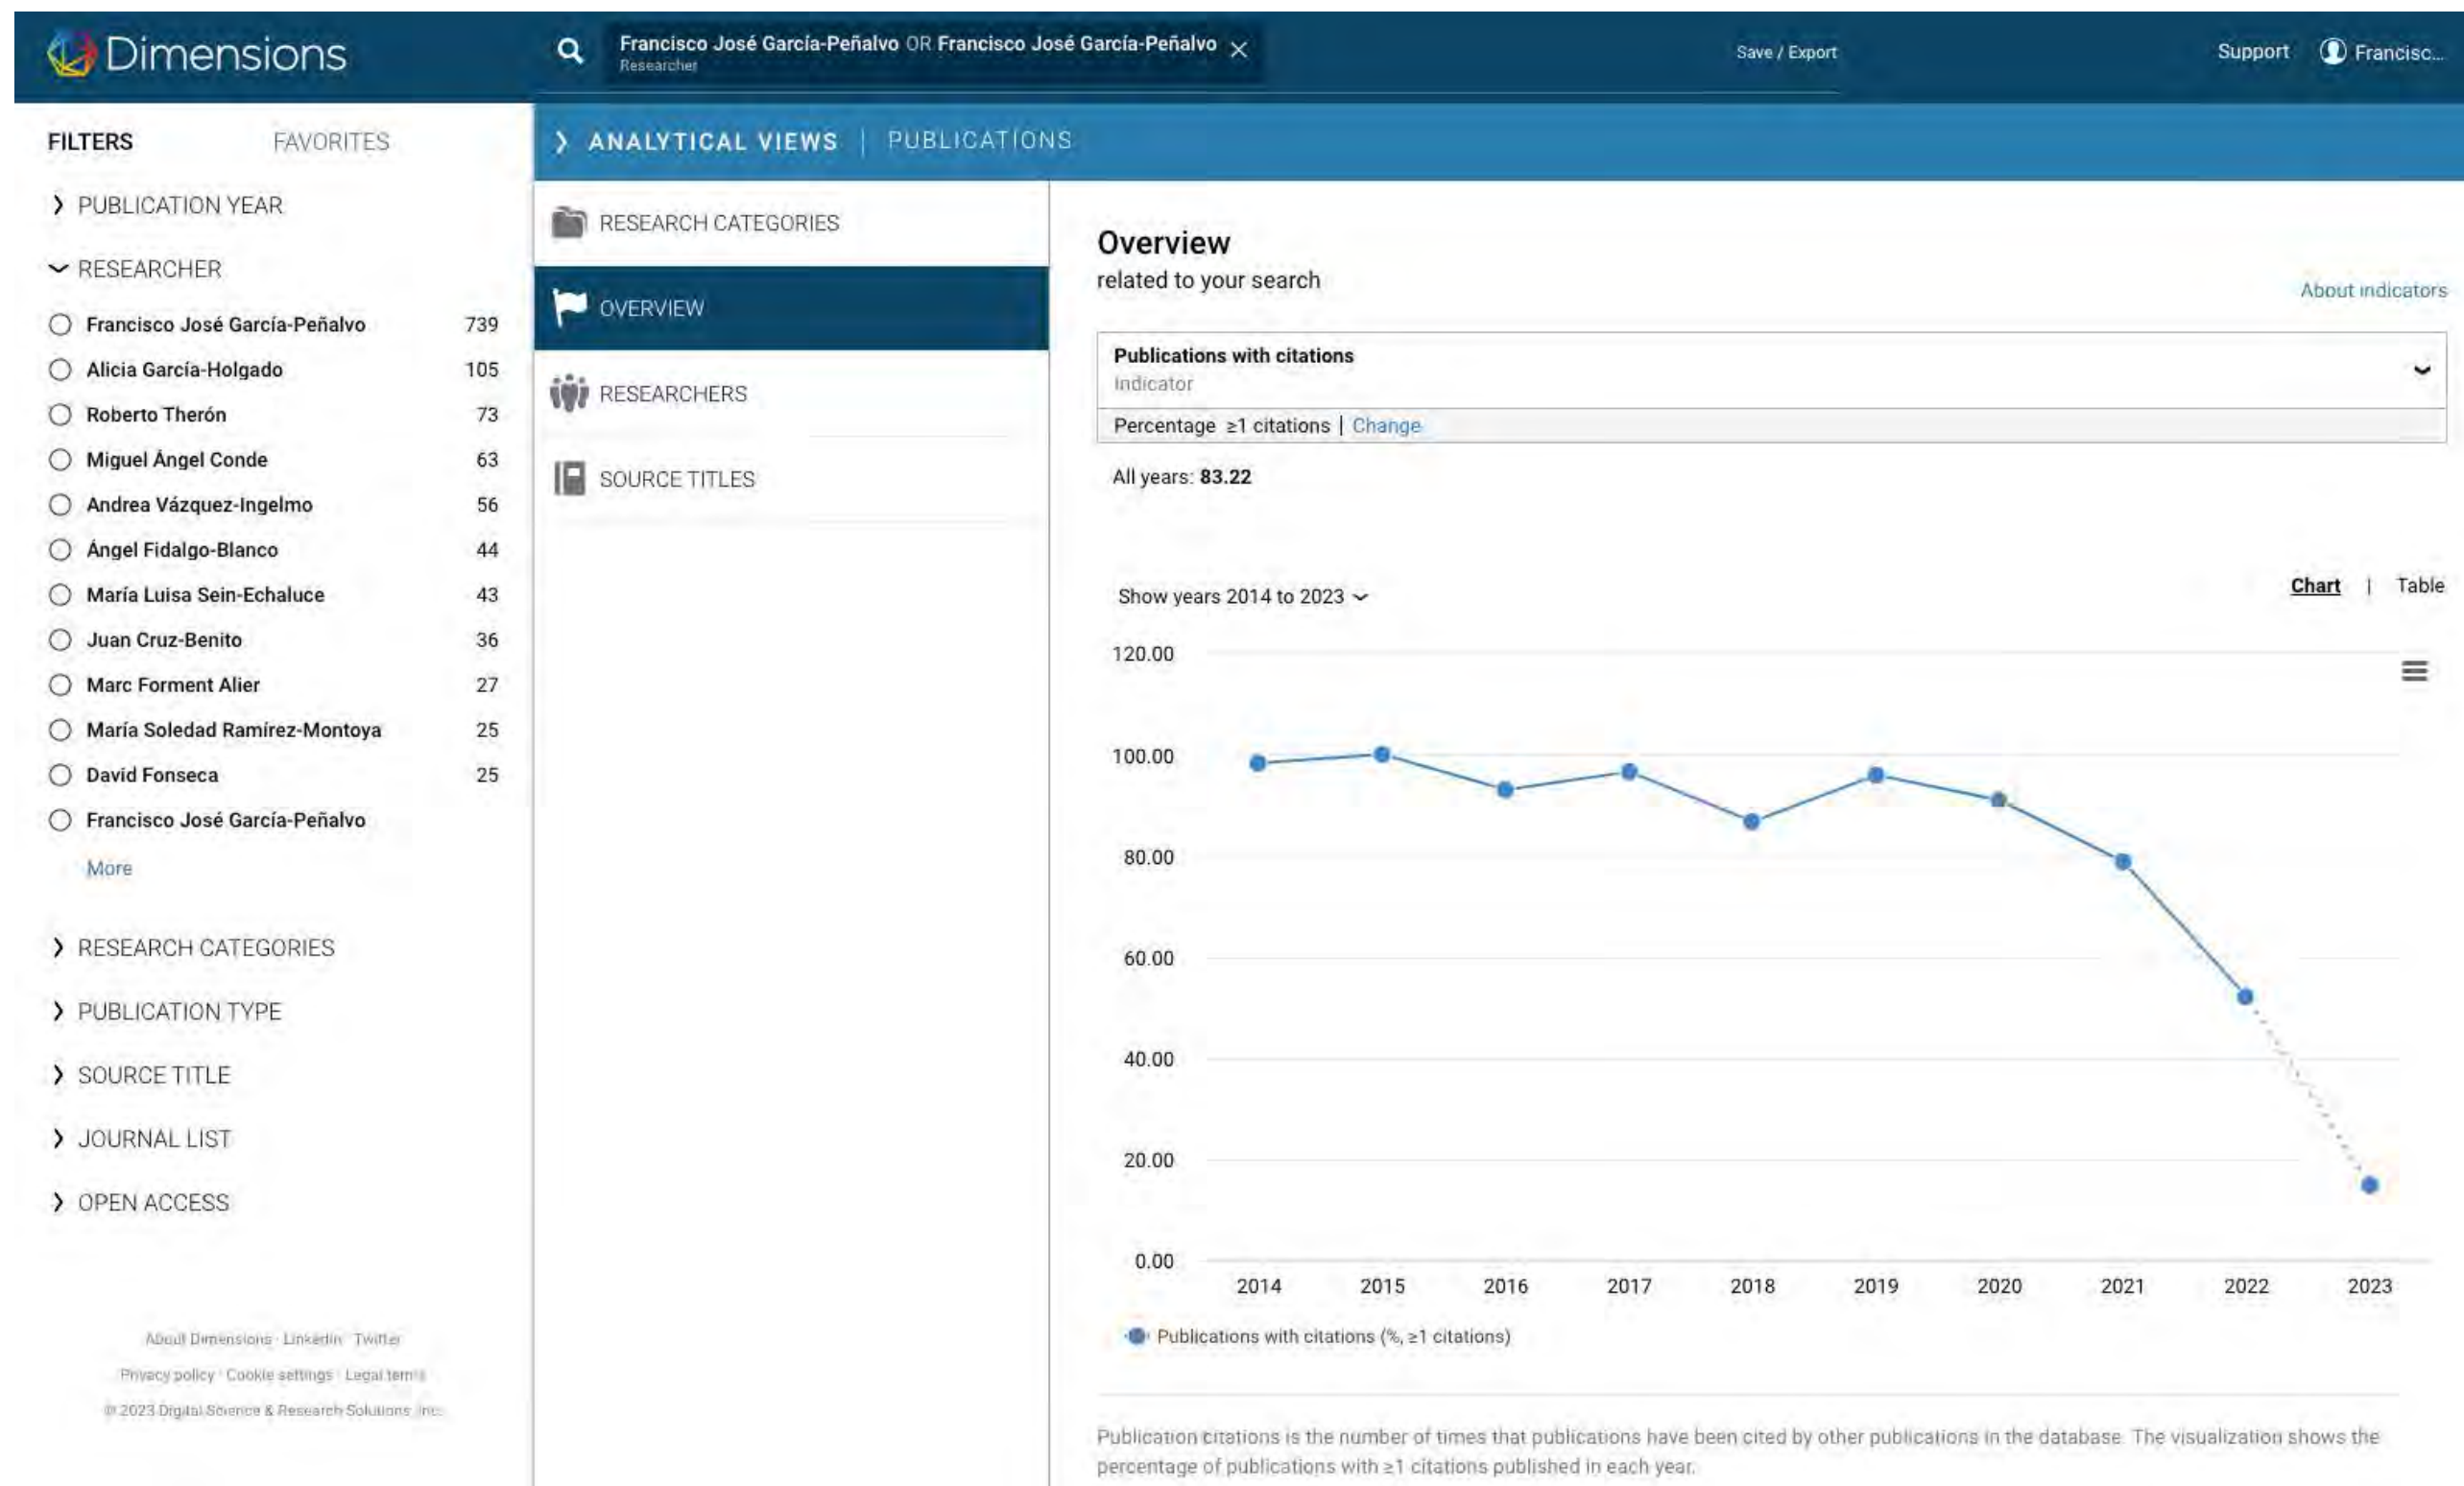 Dimensions
Francisco José García-Peñalvo OR Francisco José García-Peñalvo
Researcher
Save / Export
Support
Francisc...
FILTERS FAVORITES
PUBLICATION YEAR
RESEARCHER
Francisco José García-Peñalvo 739
Alicia García-Holgado 105
Roberto Therón 73
Miguel Ángel Conde 63
Andrea Vázquez-Ingelmo 56
Ángel Fidalgo-Blanco 44
María Luisa Sein-Echaluce 43
Juan Cruz-Benito 36
Marc Forment Alier 27
María Soledad Ramírez-Montoya 25
David Fonseca 25
Francisco José García-Peñalvo
More
RESEARCH CATEGORIES
PUBLICATION TYPE
SOURCE TITLE
JOURNAL LIST
OPEN ACCESS
About Dimensions · LinkedIn · Twitter
Privacy policy · Cookie settings · Legal terms
© 2023 Digital Science & Research Solutions, Inc.
ANALYTICAL VIEWS | PUBLICATIONS
RESEARCH CATEGORIES
OVERVIEW
RESEARCHERS
SOURCE TITLES
Overview
related to your search
About indicators
Publications with citations
Indicator
Percentage ≥1 citations | Change
All years: 83.22
Show years 2014 to 2023
Chart | Table
120.00
100.00
80.00
60.00
40.00
20.00
0.00
2014 2015 2016 2017 2018 2019 2020 2021 2022 2023
Publications with citations (%, ≥1 citations)
Publication citations is the number of times that publications have been cited by other publications in the database. The visualization shows the
percentage of publications with ≥1 citations published in each year.